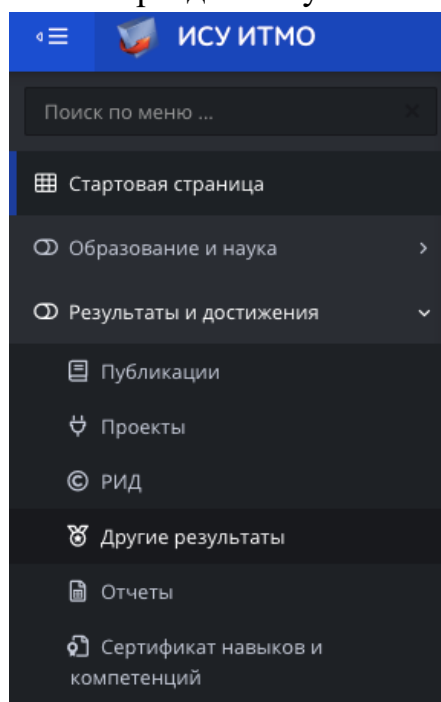 ИСУ ИТМО
Поиск по меню ...
Стартовая страница
Образование и наука
Результаты и достижения
Публикации
Проекты
РИД
Другие результаты
Отчеты
Сертификат навыков и
компетенций